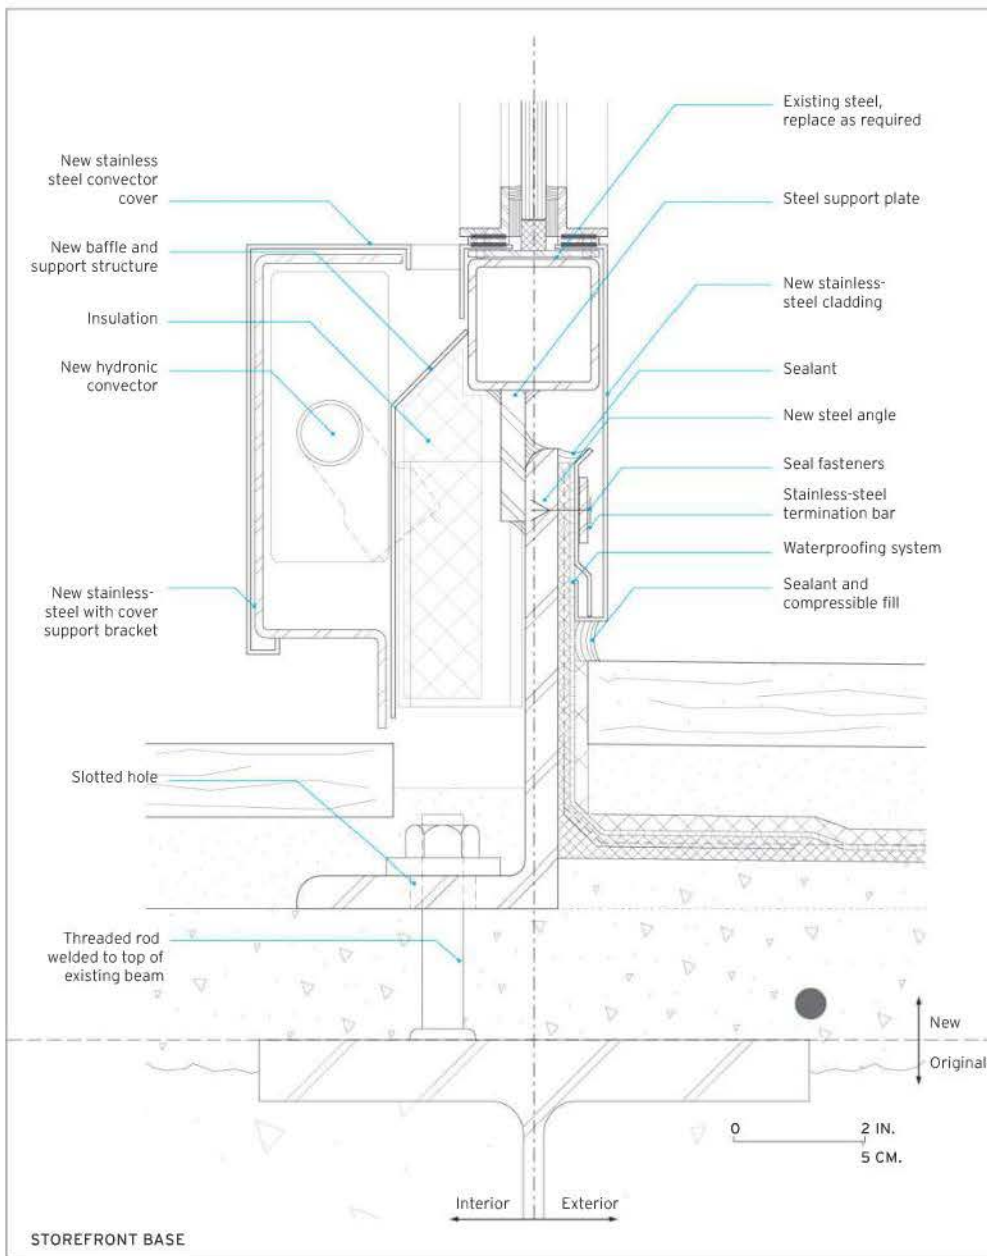 New stainless
steel convector
cover
New baffle and
support structure
Insulation
New hydronic
convector
New stainless-
steel with cover
support bracket
Slotted hole
Threaded rod
welded to top of
existing beam
Existing steel,
replace as required
Steel support plate
New stainless-
steel cladding
Sealant
New steel angle
Seal fasteners
Stainless-steel
termination bar
Waterproofing system
Sealant and
compressible fill
New
Original
0 2 IN.
5 CM.
Interior Exterior
STOREFRONT BASE